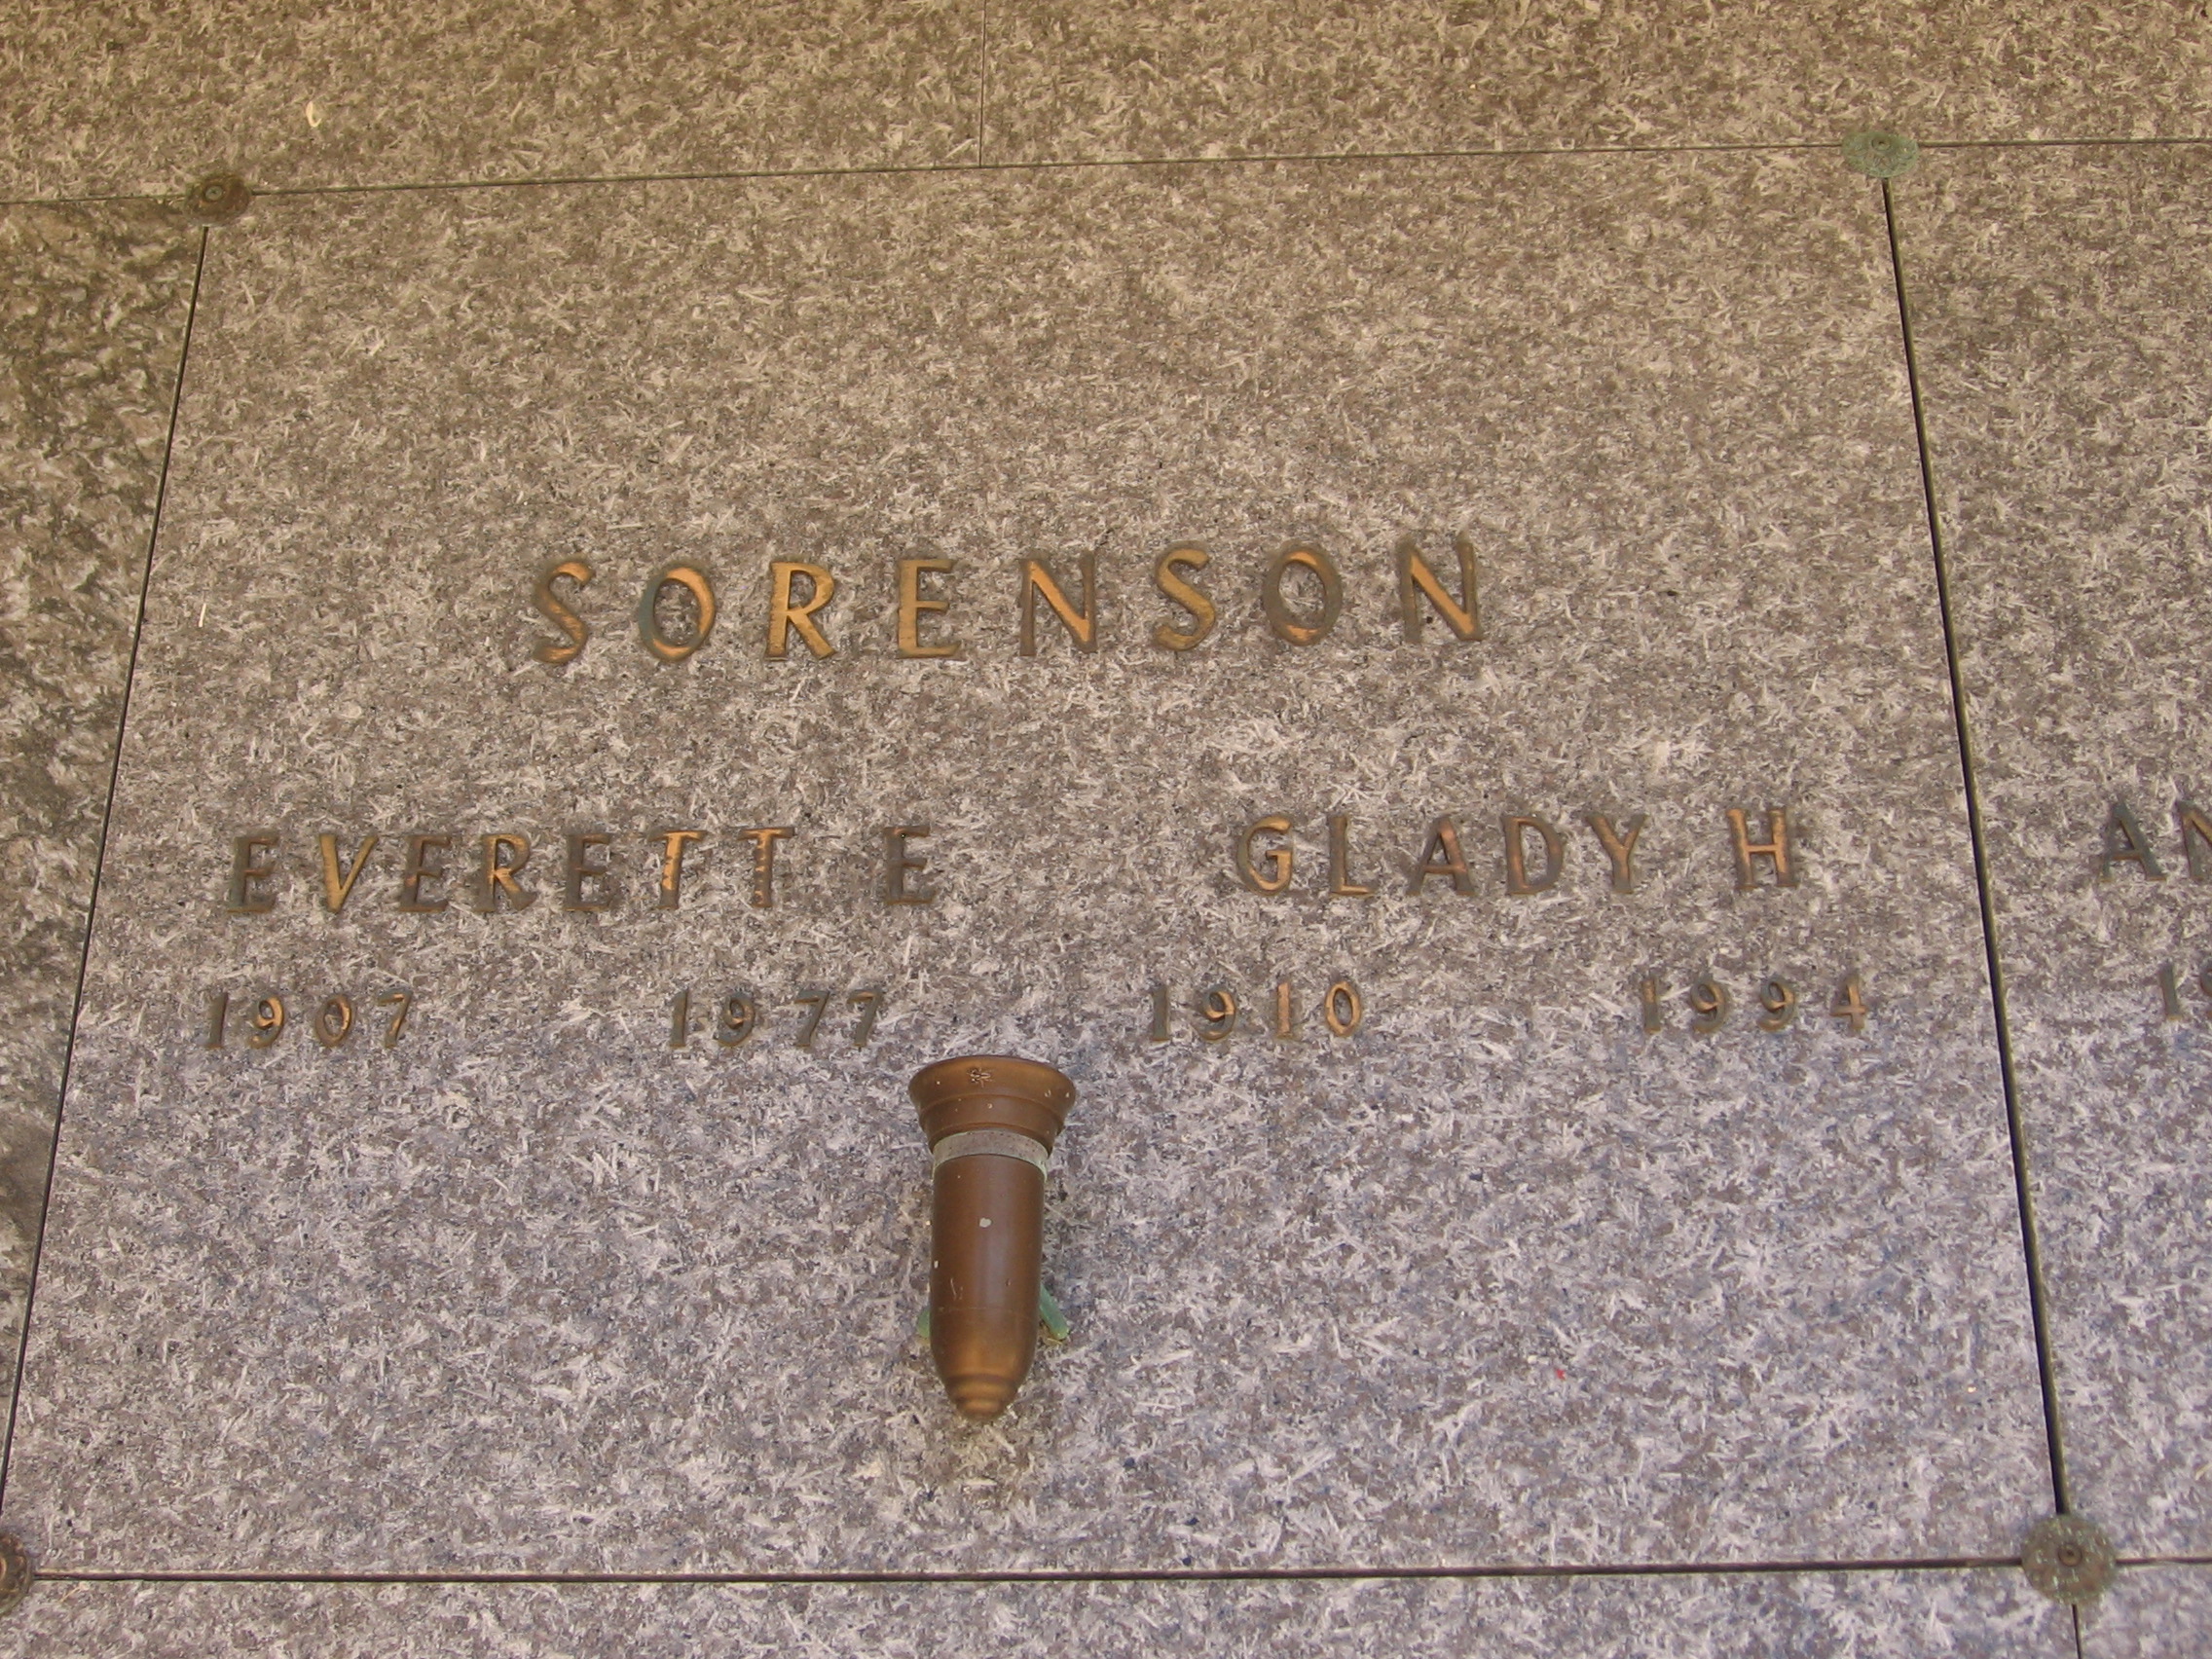 SORENSON
EVERETT E GLADY H
1907 1977 1910 1994